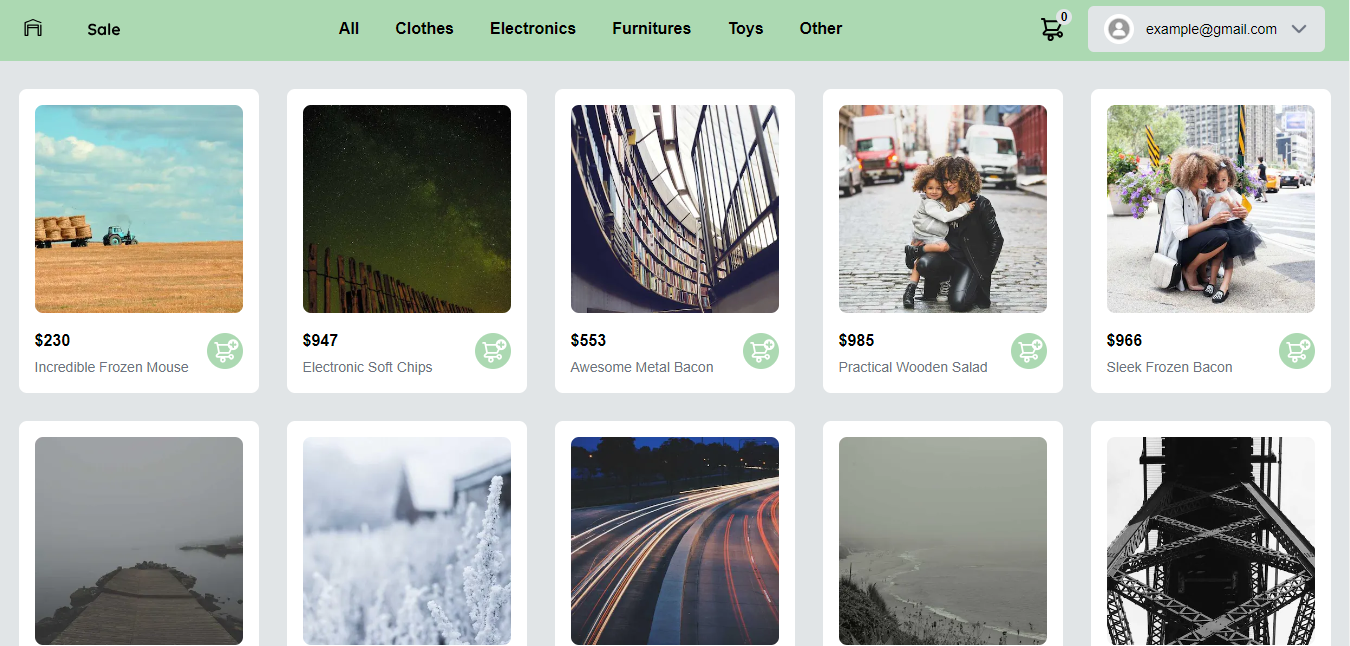 Sale
All
Clothes
Electronics
Furnitures
Toys
Other
0
example@gmail.com
$230
Incredible Frozen Mouse
$947
Electronic Soft Chips
$553
Awesome Metal Bacon
$985
Practical Wooden Salad
$966
Sleek Frozen Bacon